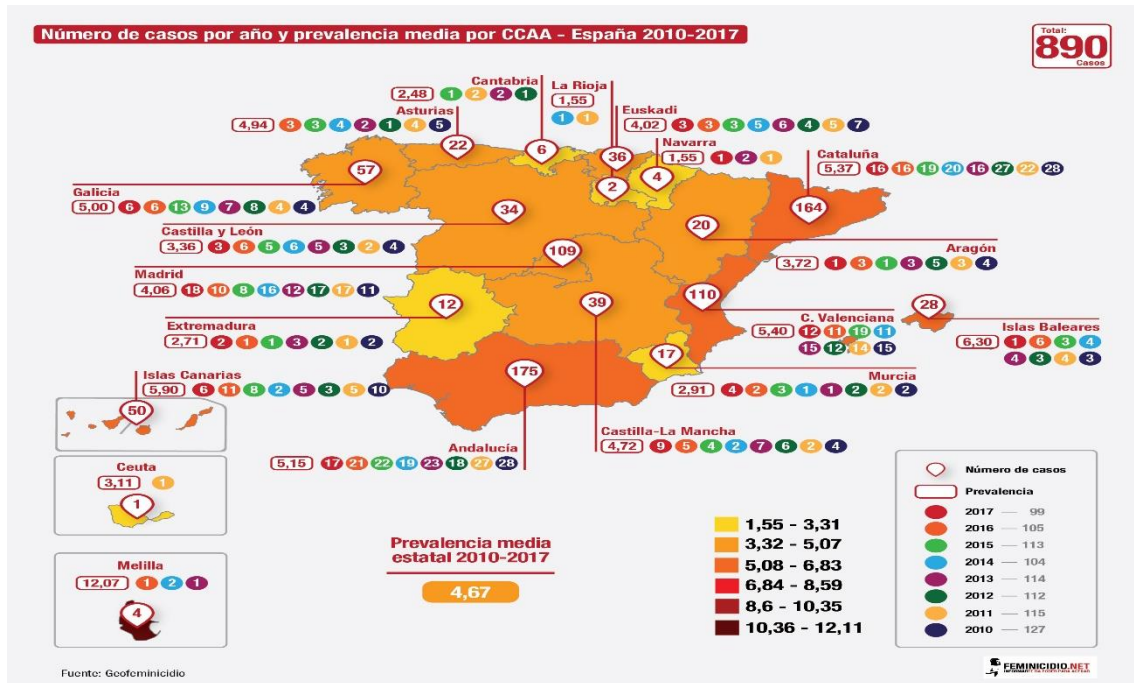 Número de casos por año y prevalencia media por CCAA - España 2010-2017
Total:
890
Casos
Cantabria
2,48 1 2 2 1
La Rioja
1,55
1 1
Asturias
4,94 3 3 4 2 1 4 5
Euskadi
4,02 3 3 3 5 6 4 5 7
Navarra
1,55 1 2 1
Cataluña
5,37 16 16 19 20 16 27 22 28
22
6
36
2
4
57
164
Galicia
5,00 6 6 13 9 7 8 4 4
34
20
Castilla y León
3,36 3 6 5 6 5 3 2 4
Aragón
3,72 1 3 1 3 5 3 4
109
Madrid
4,06 18 10 8 16 12 17 17 11
12
39
110
28
Extremadura
2,71 2 1 1 3 2 1 2
C. Valenciana
5,40 12 11 19 11
15 12 14 15
Islas Baleares
6,30 1 6 3 4
4 3 4 3
17
Murcia
2,91 4 2 3 1 1 2 2 2
Islas Canarias
5,90 6 11 8 2 5 3 5 10
50
175
Castilla-La Mancha
4,72 9 5 4 2 7 6 2 4
Andalucía
5,15 17 21 22 19 23 18 27 28
Ceuta
3,11 1
1
Melilla
12,07 1 2 1
4
Prevalencia media
estatal 2010-2017
4,67
1,55 - 3,31
3,32 - 5,07
5,08 - 6,83
6,84 - 8,59
8,6 - 10,35
10,36 - 12,11
Número de casos
Prevalencia
2017 — 99
2016 — 105
2015 — 113
2014 — 104
2013 — 114
2012 — 112
2011 — 115
2010 — 127
Fuente: Geofeminicidio
FEMINICIDIO.NET